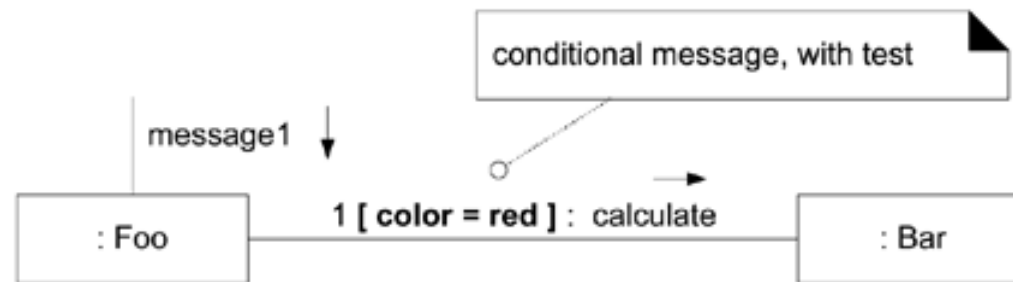 conditional message, with test
message1
1 [ color = red ] : calculate
: Foo
: Bar